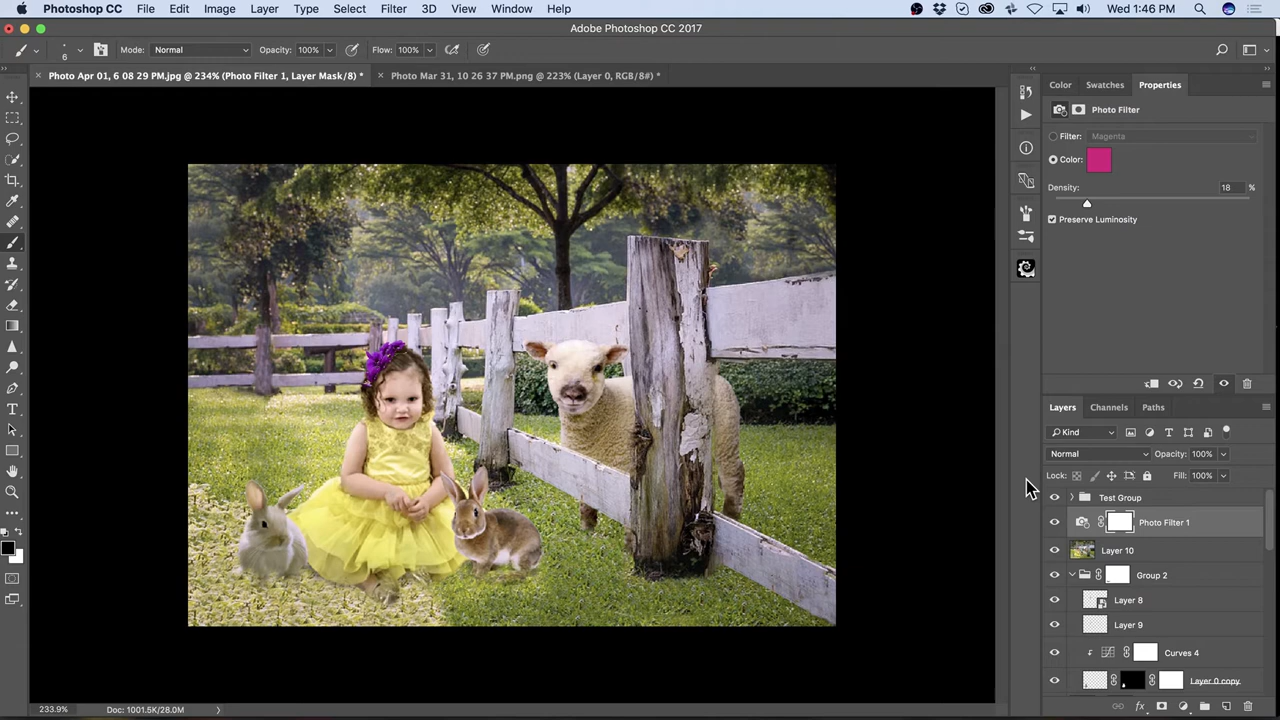 Photoshop CC File Edit Image Layer Type Select Filter 3D View Window Help Wed 1:46 PM
Adobe Photoshop CC 2017
6 Mode: Normal Opacity: 100% Flow: 100%
Photo Apr 01, 6 08 29 PM.jpg @ 234% (Photo Filter 1, Layer Mask/8) * Photo Mar 31, 10 26 37 PM.png @ 223% (Layer 0, RGB/8#) *
Color Swatches Properties
Photo Filter
Filter: Magenta
Color:
Density: 18 %
Preserve Luminosity
Layers Channels Paths
Kind
Normal Opacity: 100%
Lock: Fill: 100%
Test Group
Photo Filter 1
Layer 10
Group 2
Layer 8
Layer 9
Curves 4
Layer 0 copy
233.9% Doc: 1001.5K/28.0M